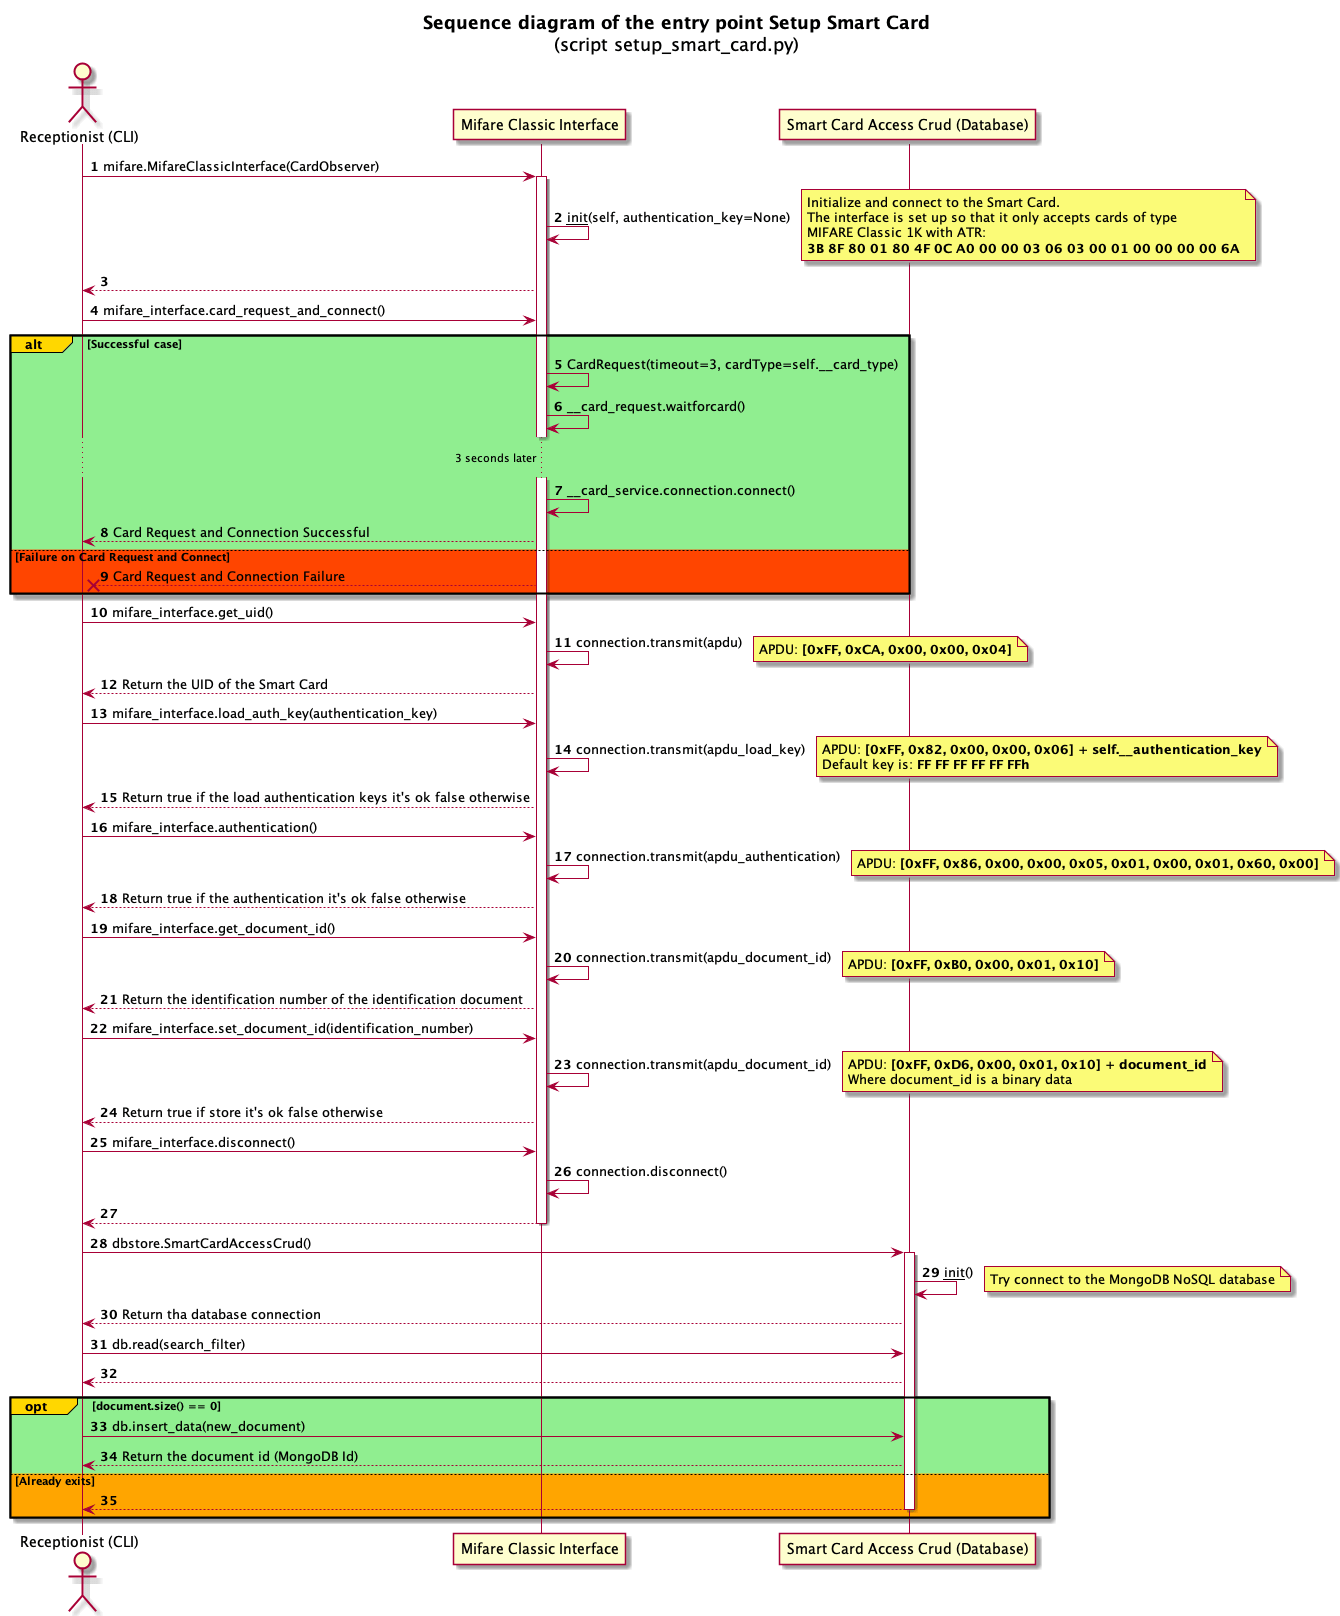 Sequence diagram of the entry point Setup Smart Card
(script setup_smart_card.py)
Receptionist (CLI)
Mifare Classic Interface
Smart Card Access Crud (Database)
1 mifare.MifareClassicInterface(CardObserver)
2 init(self, authentication_key=None)
Initialize and connect to the Smart Card.
The interface is set up so that it only accepts cards of type
MIFARE Classic 1K with ATR:
3B 8F 80 01 80 4F 0C A0 00 00 03 06 03 00 01 00 00 00 00 6A
3
4 mifare_interface.card_request_and_connect()
alt
[Successful case]
5 CardRequest(timeout=3, cardType=self.__card_type)
6 __card_request.waitforcard()
3 seconds later
7 __card_service.connection.connect()
8 Card Request and Connection Successful
[Failure on Card Request and Connect]
9 Card Request and Connection Failure
10 mifare_interface.get_uid()
11 connection.transmit(apdu)
APDU: [0xFF, 0xCA, 0x00, 0x00, 0x04]
12 Return the UID of the Smart Card
13 mifare_interface.load_auth_key(authentication_key)
14 connection.transmit(apdu_load_key)
APDU: [0xFF, 0x82, 0x00, 0x00, 0x06] + self.__authentication_key
Default key is: FF FF FF FF FF FFh
15 Return true if the load authentication keys it's ok false otherwise
16 mifare_interface.authentication()
17 connection.transmit(apdu_authentication)
APDU: [0xFF, 0x86, 0x00, 0x00, 0x05, 0x01, 0x00, 0x01, 0x60, 0x00]
18 Return true if the authentication it's ok false otherwise
19 mifare_interface.get_document_id()
20 connection.transmit(apdu_document_id)
APDU: [0xFF, 0xB0, 0x00, 0x01, 0x10]
21 Return the identification number of the identification document
22 mifare_interface.set_document_id(identification_number)
23 connection.transmit(apdu_document_id)
APDU: [0xFF, 0xD6, 0x00, 0x01, 0x10] + document_id
Where document_id is a binary data
24 Return true if store it's ok false otherwise
25 mifare_interface.disconnect()
26 connection.disconnect()
27
28 dbstore.SmartCardAccessCrud()
29 init()
Try connect to the MongoDB NoSQL database
30 Return tha database connection
31 db.read(search_filter)
32
opt
[document.size() == 0]
33 db.insert_data(new_document)
34 Return the document id (MongoDB Id)
[Already exits]
35
Receptionist (CLI)
Mifare Classic Interface
Smart Card Access Crud (Database)